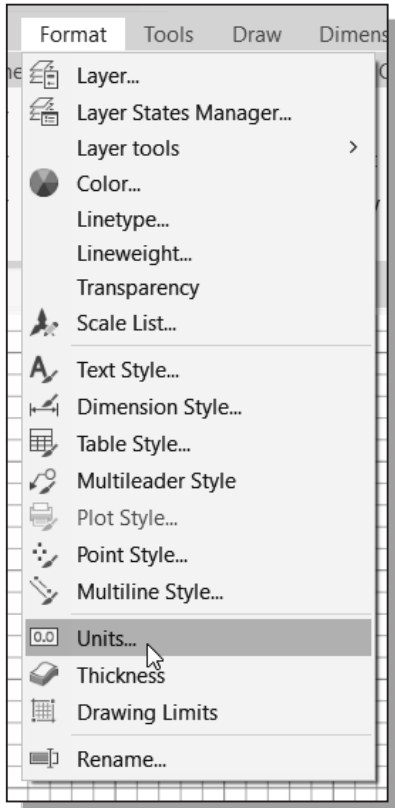 Format Tools Draw Dimens
Layer...
Layer States Manager...
Layer tools
Color...
Linetype...
Lineweight...
Transparency
Scale List...
Text Style...
Dimension Style...
Table Style...
Multileader Style
Plot Style...
Point Style...
Multiline Style...
0.0 Units...
Thickness
Drawing Limits
Rename...